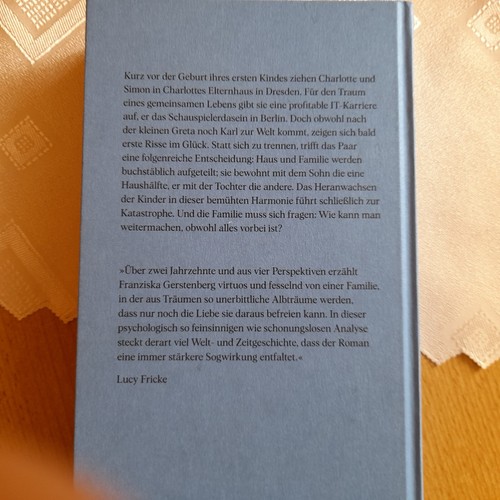 Kurz vor der Geburt ihres ersten Kindes ziehen Charlotte und
Simon in Charlottes Elternhaus in Dresden. Für den Traum
eines gemeinsamen Lebens gibt sie eine profitable IT-Karriere
auf, er das Schauspielerdasein in Berlin. Doch obwohl nach
der kleinen Greta noch Karl zur Welt kommt, zeigen sich bald
erste Risse im Glück. Statt sich zu trennen, trifft das Paar
eine folgenreiche Entscheidung: Haus und Familie werden
buchstäblich aufgeteilt; sie bewohnt mit dem Sohn die eine
Haushälfte, er mit der Tochter die andere. Das Heranwachsen
der Kinder in dieser bemühten Harmonie führt schließlich zur
Katastrophe. Und die Familie muss sich fragen: Wie kann man
weitermachen, obwohl alles vorbei ist?
»Über zwei Jahrzehnte und aus vier Perspektiven erzählt
Franziska Gerstenberg virtuos und fesselnd von einer Familie,
in der aus Träumen so unerbittliche Albträume werden,
dass nur noch die Liebe sie daraus befreien kann. In dieser
psychologisch so feinsinnigen wie schonungslosen Analyse
steckt derart viel Welt- und Zeitgeschichte, dass der Roman
eine immer stärkere Sogwirkung entfaltet.«
Lucy Fricke